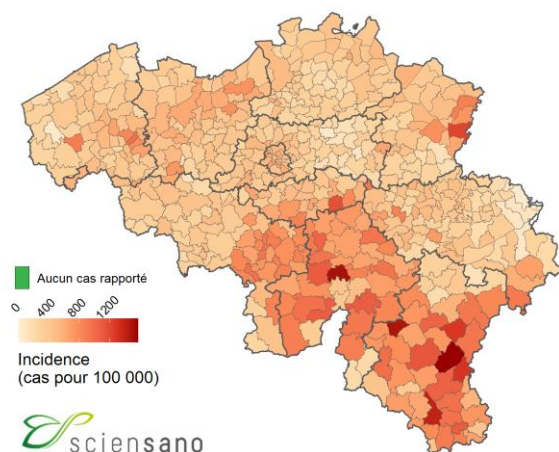 Aucun cas rapporté
0 400 800 1200
Incidence
(cas pour 100 000)
sciensano